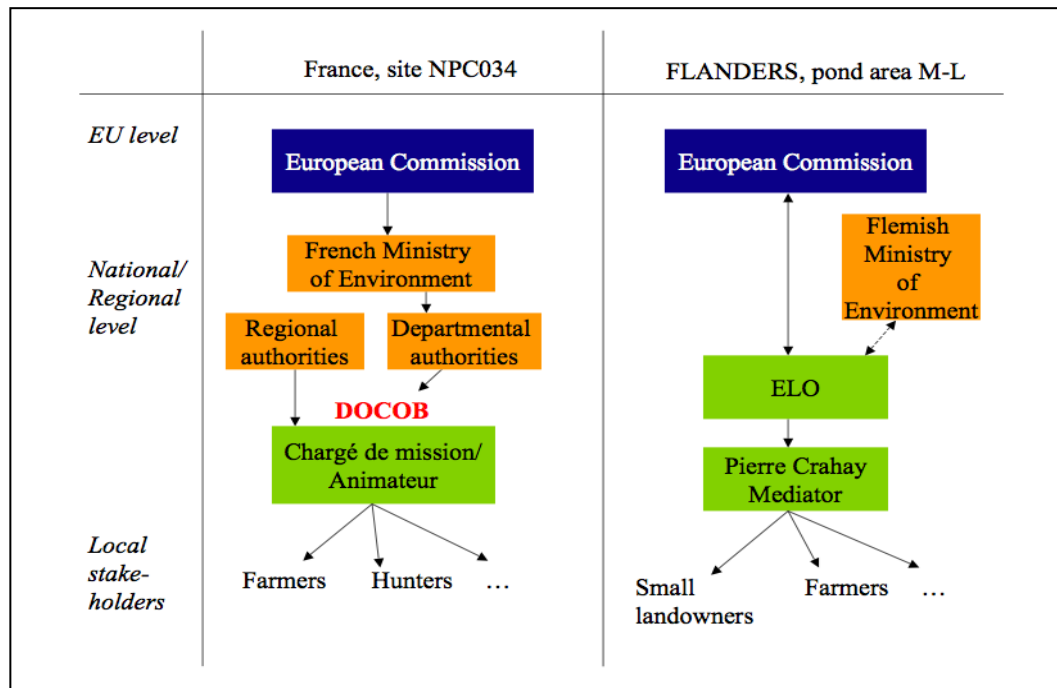 France, site NPC034
FLANDERS, pond area M-L
EU level
European Commission
European Commission
National/
Regional
level
French Ministry
of Environment
Flemish
Ministry
of
Environment
Regional
authorities
Departmental
authorities
DOCOB
ELO
Chargé de mission/
Animateur
Pierre Crahay
Mediator
Local
stake-
holders
Farmers
Hunters
…
Small
landowners
Farmers
…